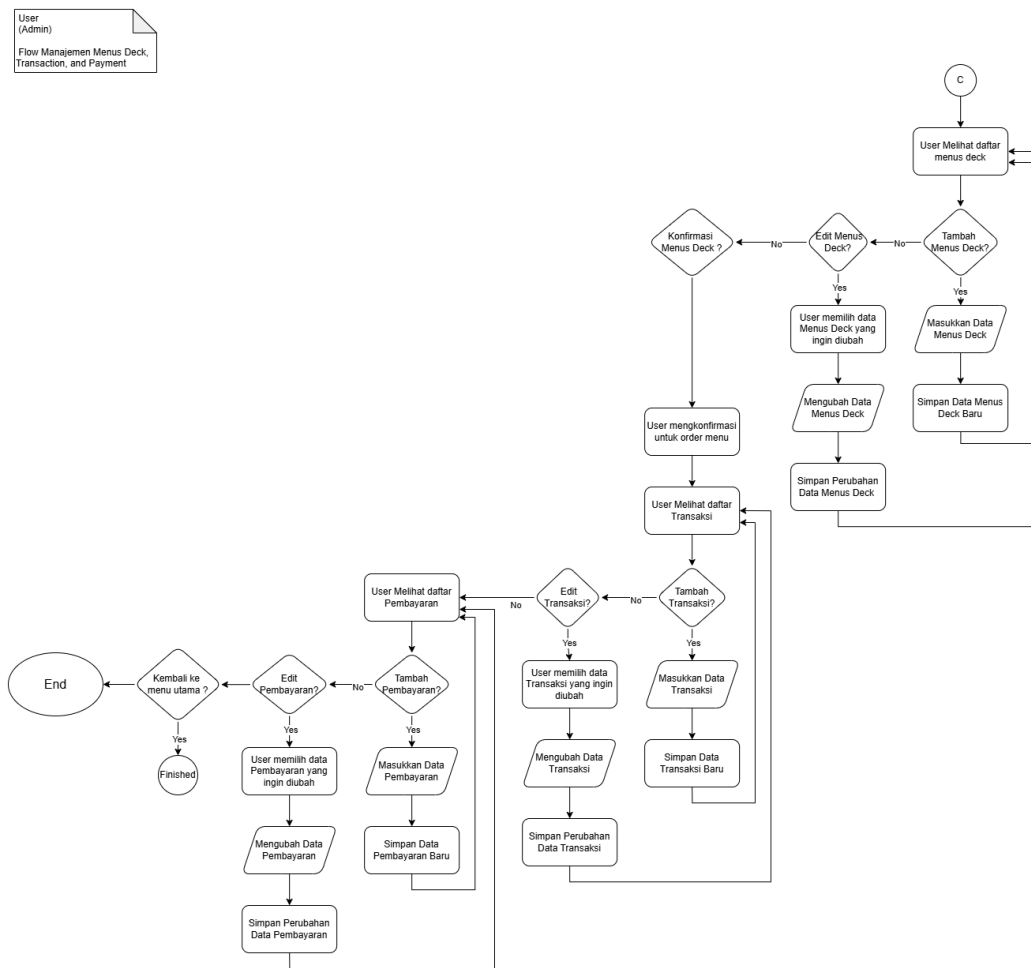 User
(Admin)
Flow Manajemen Menus Deck,
Transaction, and Payment
C
User Melihat daftar
menus deck
Tambah
Menus Deck?
No
Edit Menus
Deck?
No
Konfirmasi
Menus Deck ?
Yes
Masukkan Data
Menus Deck
Simpan Data Menus
Deck Baru
Yes
User memilih data
Menus Deck yang
ingin diubah
Mengubah Data
Menus Deck
Simpan Perubahan
Data Menus Deck
User mengkonfirmasi
untuk order menu
User Melihat daftar
Transaksi
Tambah
Transaksi?
No
Edit
Transaksi?
No
Yes
Masukkan Data
Transaksi
Simpan Data
Transaksi Baru
Yes
User memilih data
Transaksi yang ingin
diubah
Mengubah Data
Transaksi
Simpan Perubahan
Data Transaksi
User Melihat daftar
Pembayaran
Tambah
Pembayaran?
No
Edit
Pembayaran?
Kembali ke
menu utama ?
End
Yes
Masukkan Data
Pembayaran
Simpan Data
Pembayaran Baru
Yes
User memilih data
Pembayaran yang
ingin diubah
Mengubah Data
Pembayaran
Simpan Perubahan
Data Pembayaran
Yes
Finished